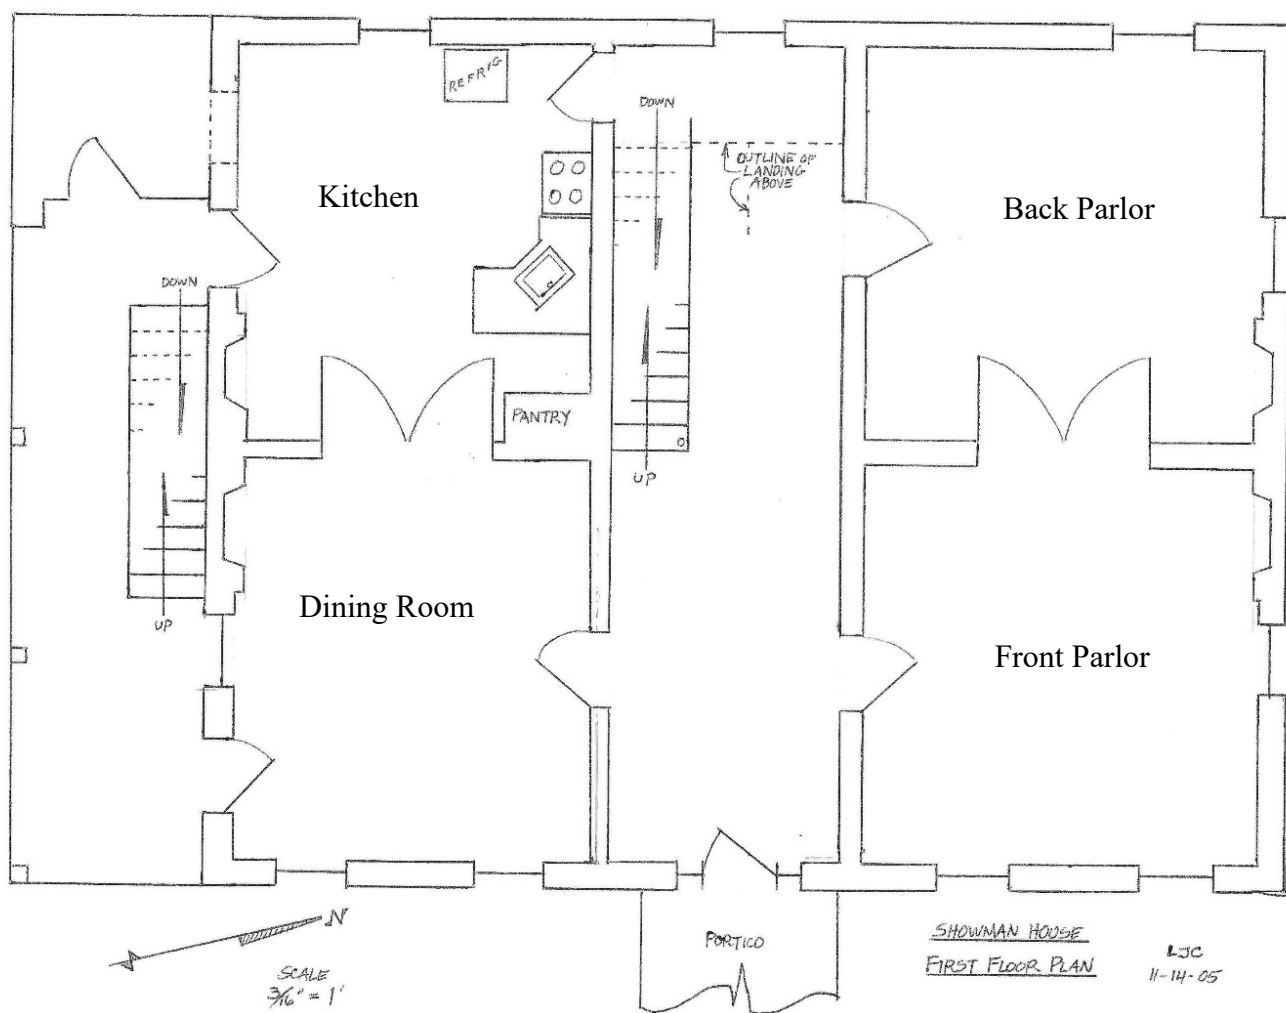 REFRIG
DOWN
OUTLINE OF
LANDING
ABOVE
Kitchen
Back Parlor
DOWN
PANTRY
UP
Dining Room
UP
Front Parlor
N
SCALE
3/16" = 1'
PORTICO
SHOWMAN HOUSE
FIRST FLOOR PLAN
LJC
11-14-05